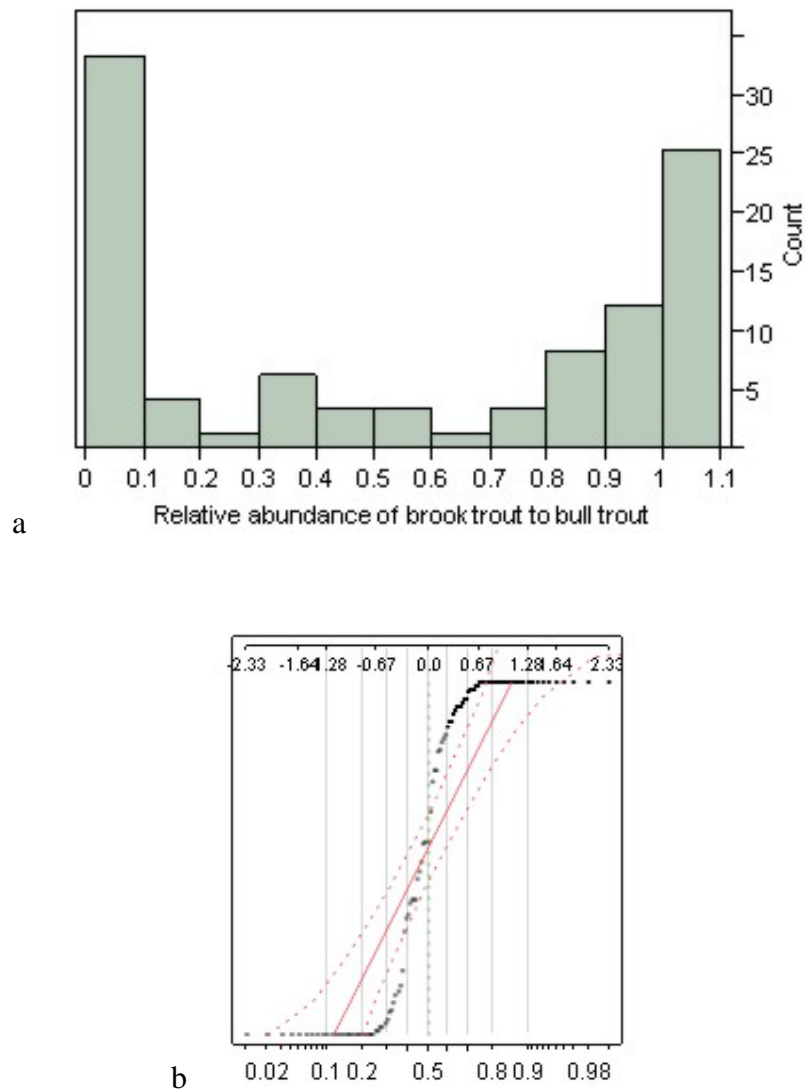 30
25
20
15
10
5
Count
0 0.1 0.2 0.3 0.4 0.5 0.6 0.7 0.8 0.9 1 1.1
Relative abundance of brook trout to bull trout
a
-2.33 -1.64 1.28 -0.67 0.0 0.67 1.28 1.64 2.33
0.02 0.1 0.2 0.5 0.8 0.9 0.98
b